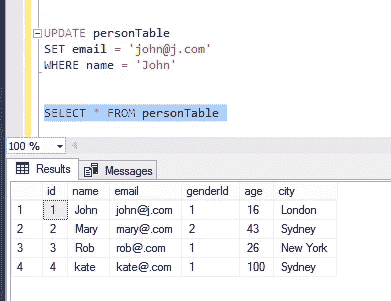 UPDATE personTable
SET email = 'john@j.com'
WHERE name = 'John'
SELECT * FROM personTable
100 %
Results Messages
id name email genderId age city
1 1 John john@j.com 1 16 London
2 2 Mary mary@.com 2 43 Sydney
3 3 Rob rob@.com 1 26 New York
4 4 kate kate@.com 1 100 Sydney